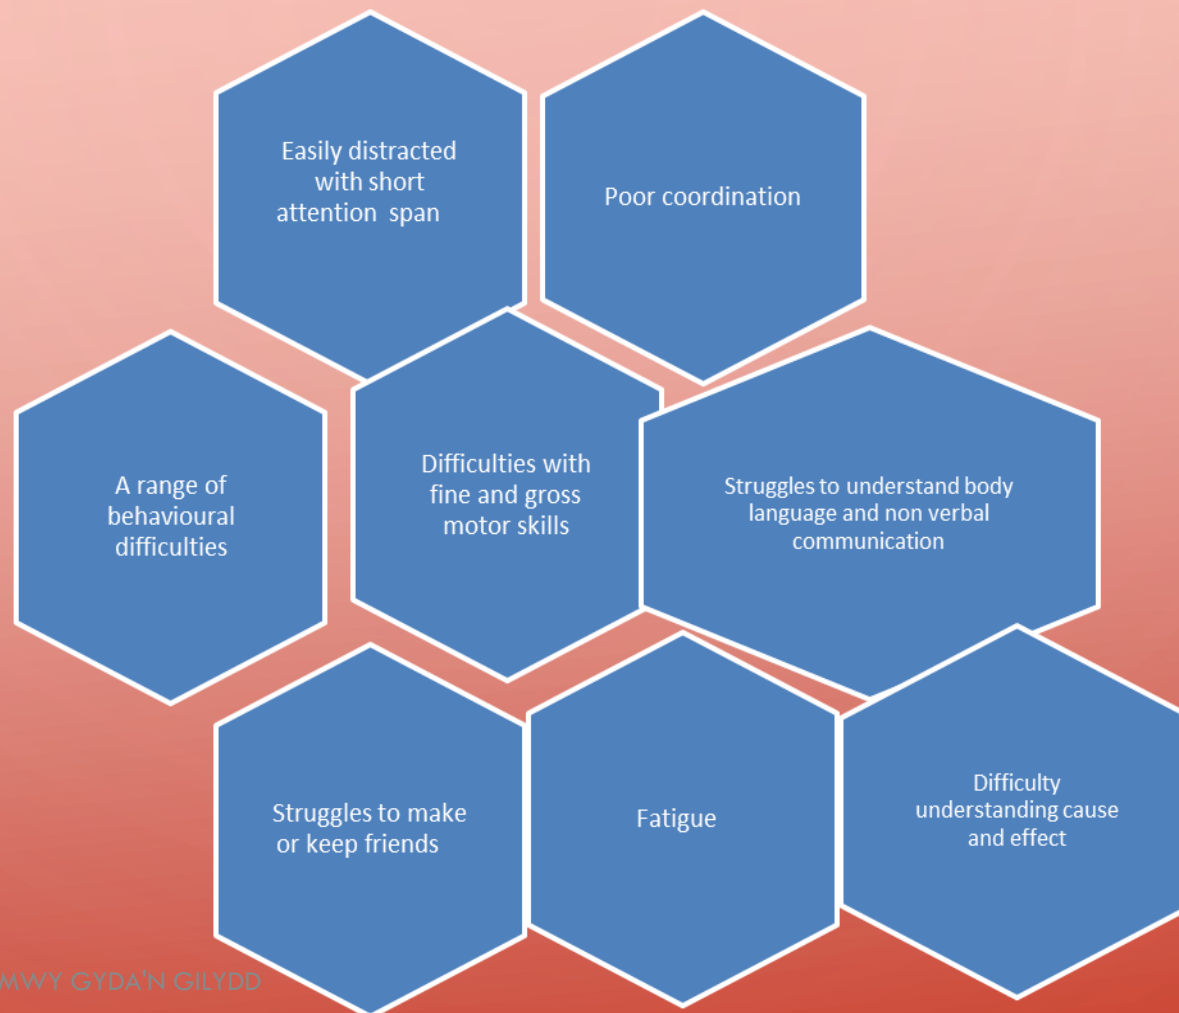 Easily distracted
with short
attention span
Poor coordination
A range of
behavioural
difficulties
Difficulties with
fine and gross
motor skills
Struggles to understand body
language and non verbal
communication
Struggles to make
or keep friends
Fatigue
Difficulty
understanding cause
and effect
MWY GYDA'N GILYDD